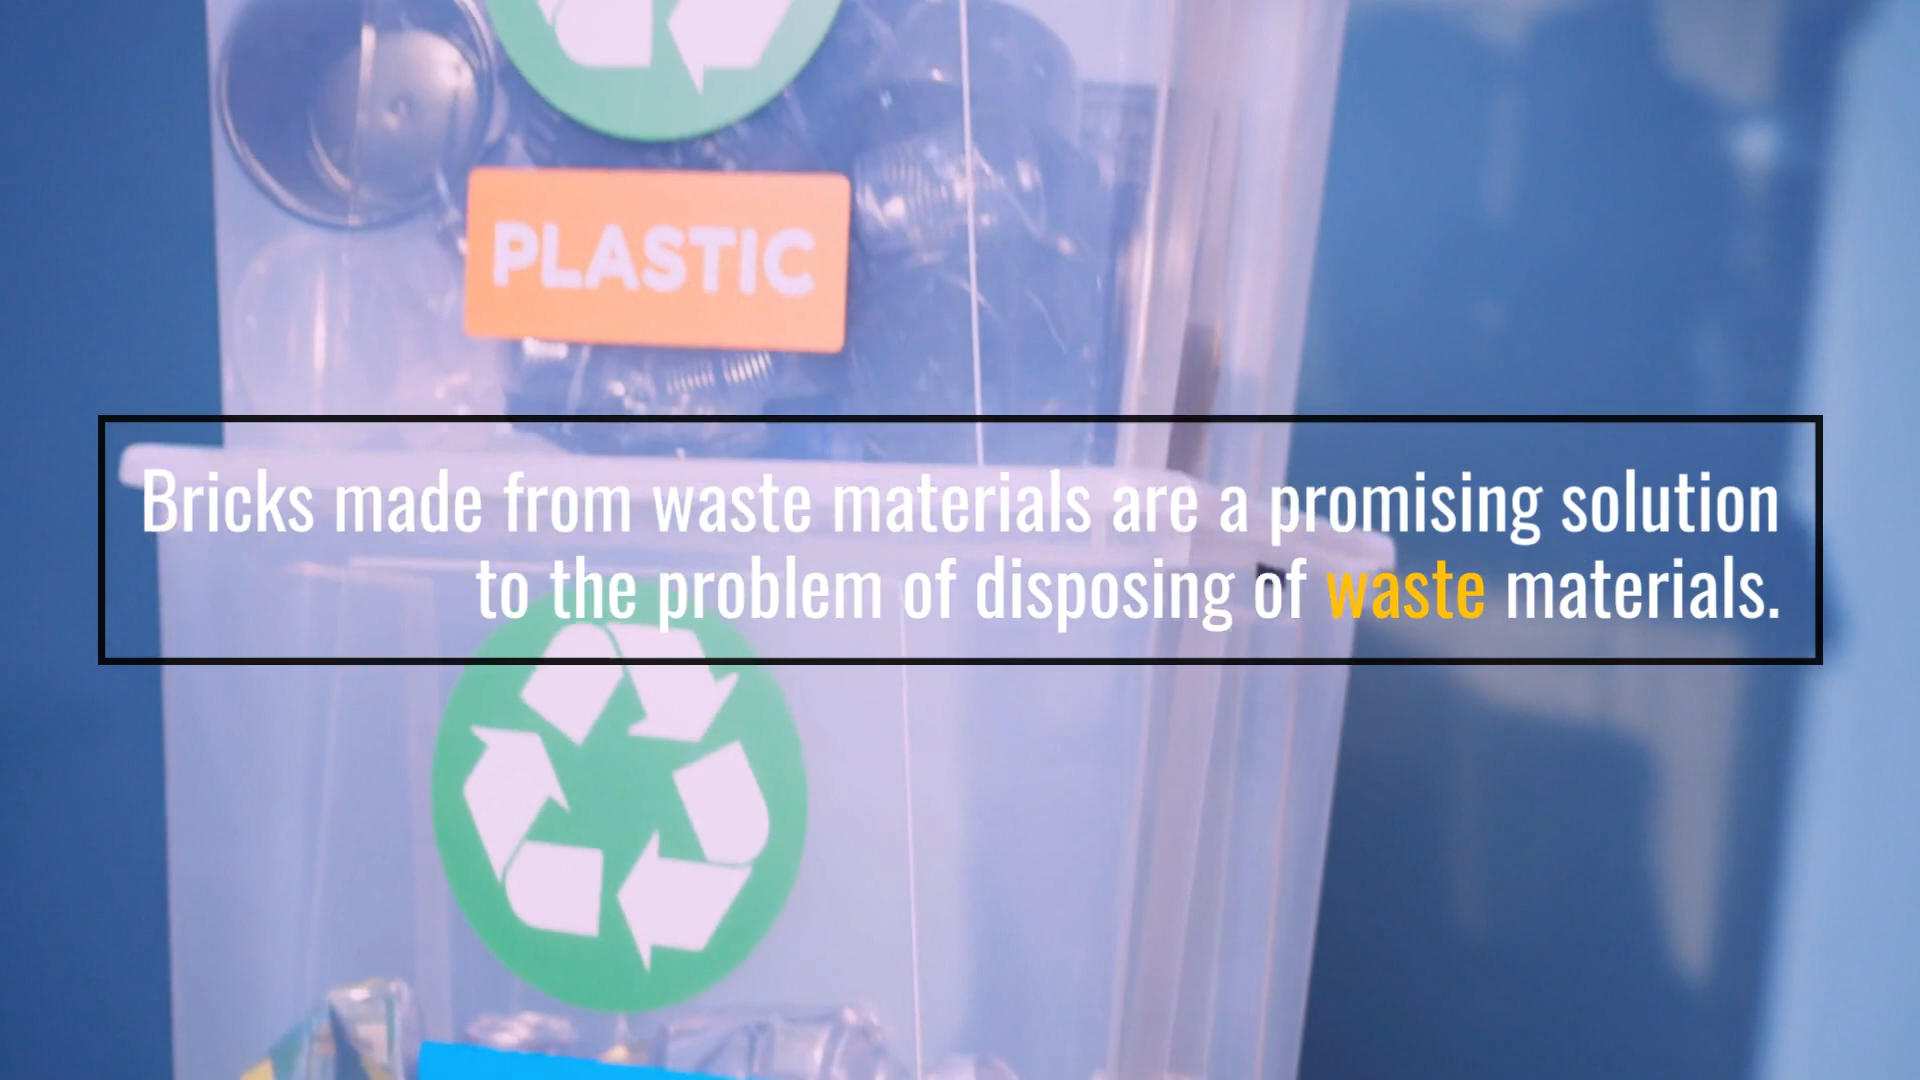 PLASTIC
Bricks made from waste materials are a promising solution
to the problem of disposing of waste materials.